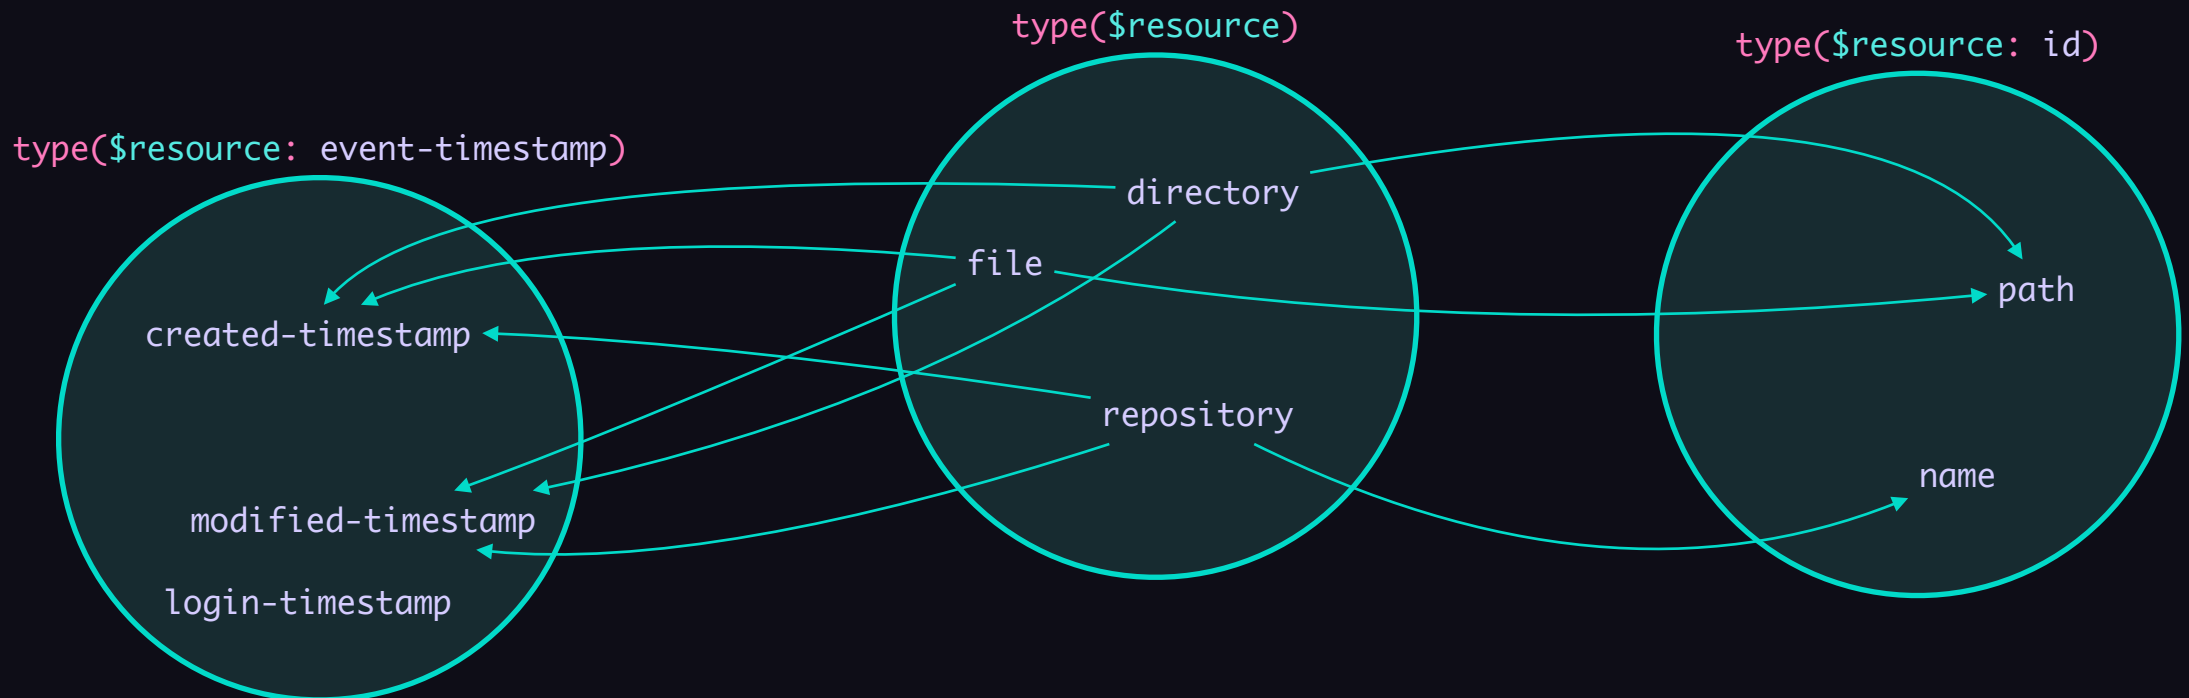 type($resource: event-timestamp)
created-timestamp
modified-timestamp
login-timestamp
type($resource)
directory
file
repository
type($resource: id)
path
name